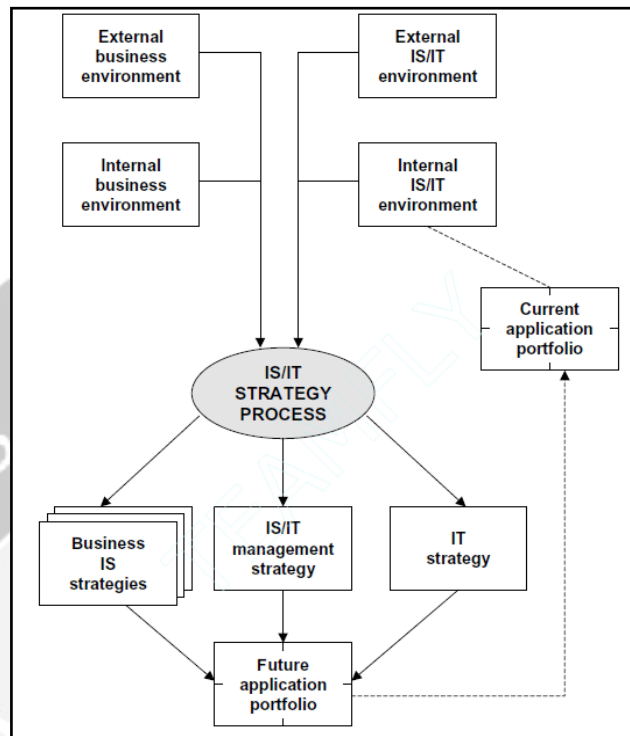 External
business
environment
External
IS/IT
environment
Internal
business
environment
Internal
IS/IT
environment
Current
application
portfolio
IS/IT
STRATEGY
PROCESS
Business
IS
strategies
IS/IT
management
strategy
IT
strategy
Future
application
portfolio
TEAMFLY